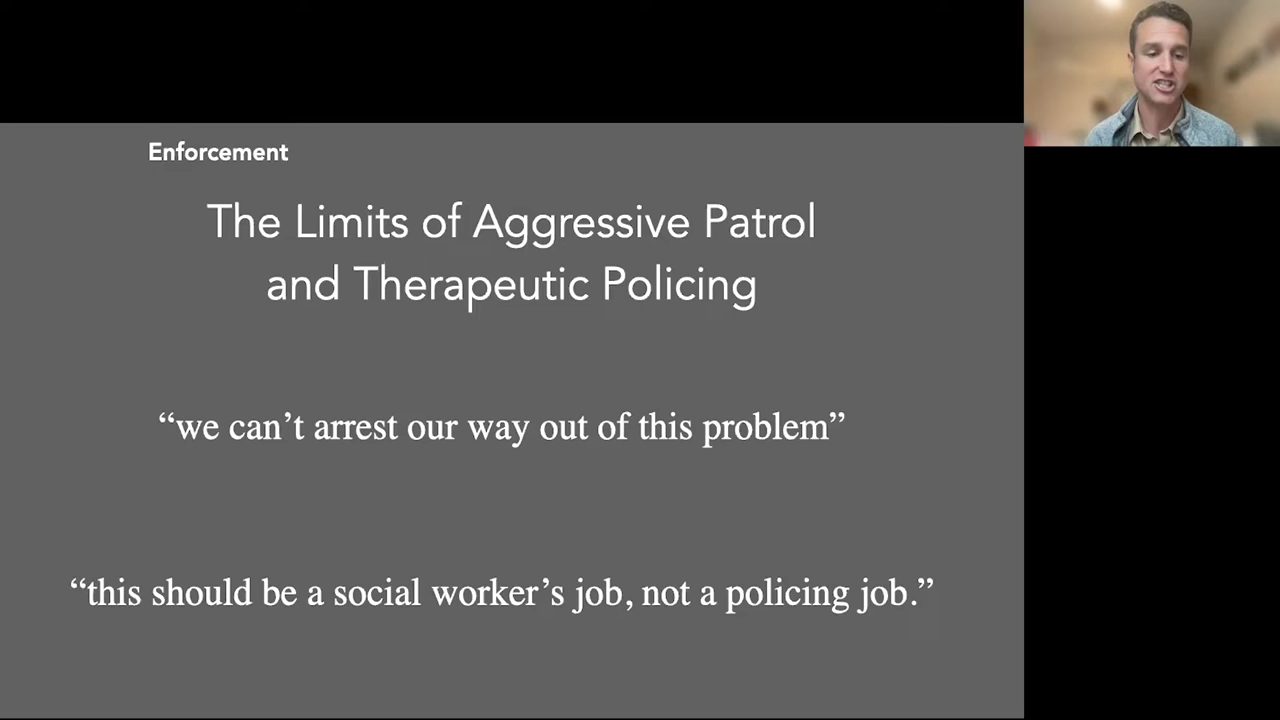 Enforcement
The Limits of Aggressive Patrol
and Therapeutic Policing
“we can’t arrest our way out of this problem”
“this should be a social worker’s job, not a policing job.”